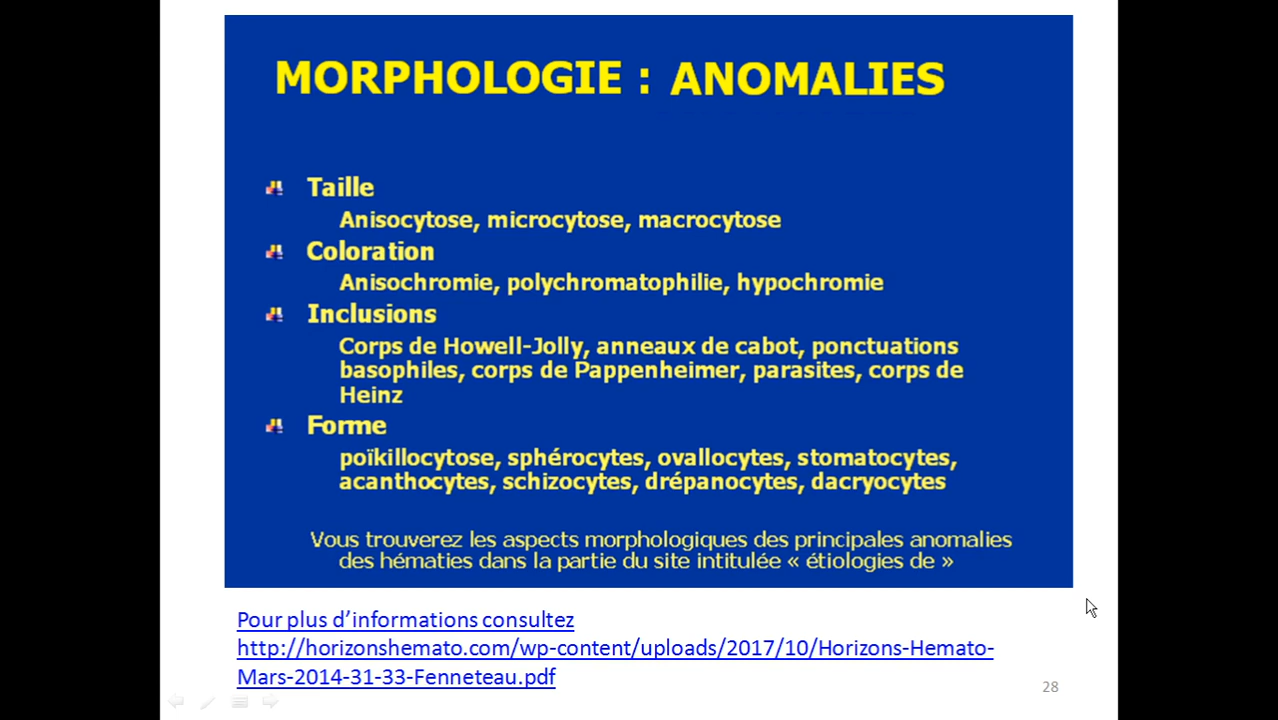 MORPHOLOGIE : ANOMALIES
Taille
Anisocytose, microcytose, macrocytose
Coloration
Anisochromie, polychromatophilie, hypochromie
Inclusions
Corps de Howell-Jolly, anneaux de cabot, ponctuations
basophiles, corps de Pappenheimer, parasites, corps de
Heinz
Forme
poïkillocytose, sphérocytes, ovallocytes, stomatocytes,
acanthocytes, schizocytes, drépanocytes, dacryocytes
Vous trouverez les aspects morphologiques des principales anomalies
des hématies dans la partie du site intitulée « étiologies de »
Pour plus d’informations consultez
http://horizonshemato.com/wp-content/uploads/2017/10/Horizons-Hemato-
Mars-2014-31-33-Fenneteau.pdf
28